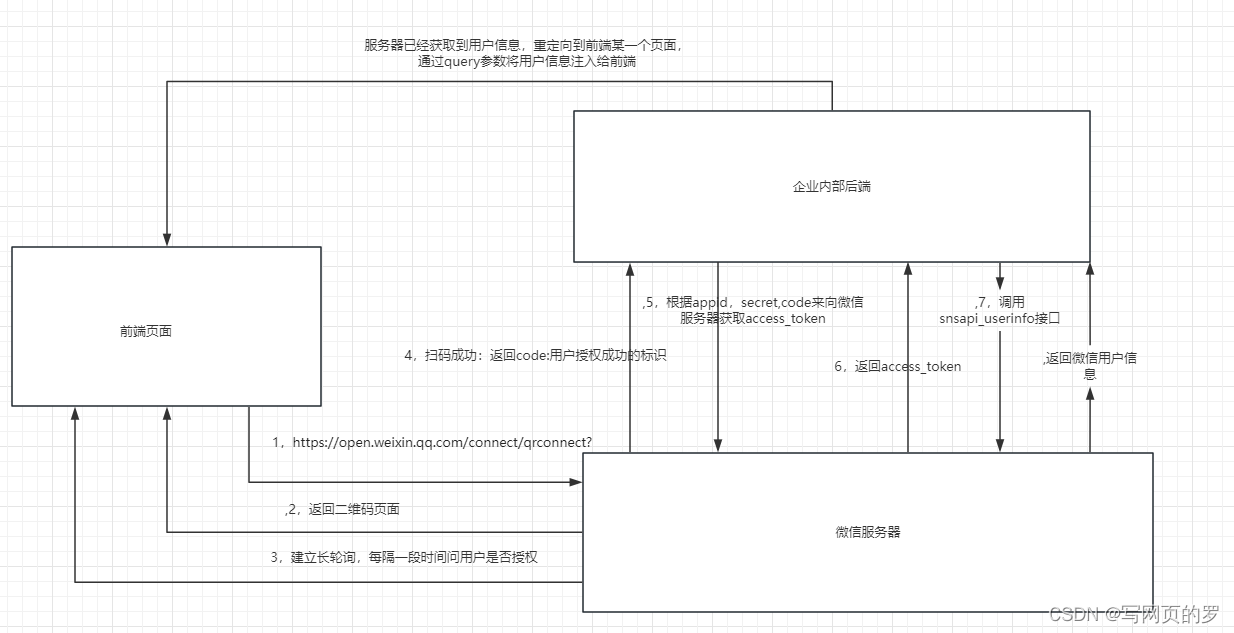 服务器已经获取到用户信息，重定向到前端某一个页面，
通过query参数将用户信息注入给前端
企业内部后端
前端页面
,5，根据appid，secret,code来向微信
服务器获取access_token
,7，调用
snsapi_userinfo接口
4，扫码成功：返回code:用户授权成功的标识
6，返回access_token
,返回微信用户信
息
1，https://open.weixin.qq.com/connect/qrconnect?
,2，返回二维码页面
3，建立长轮询，每隔一段时间问用户是否授权
微信服务器
CSDN @写网页的罗